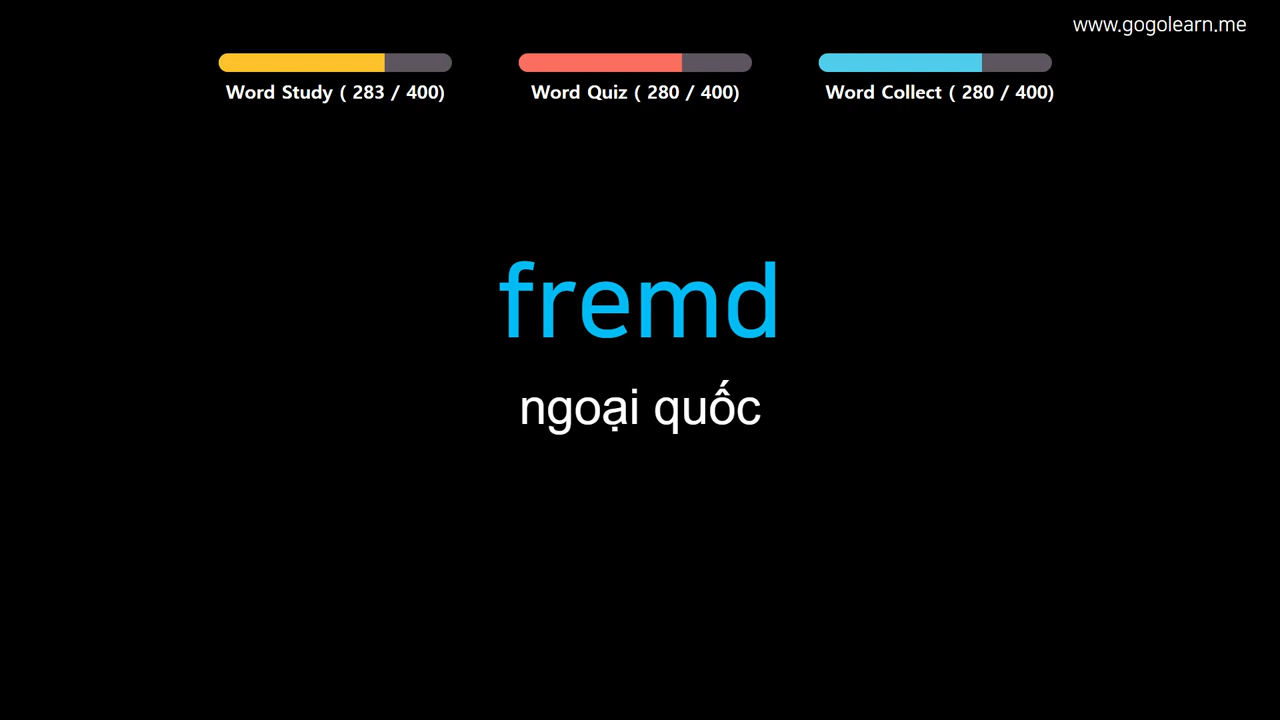 www.gogolearn.me
Word Study ( 283 / 400)
Word Quiz ( 280 / 400)
Word Collect ( 280 / 400)
fremd
ngoại quốc